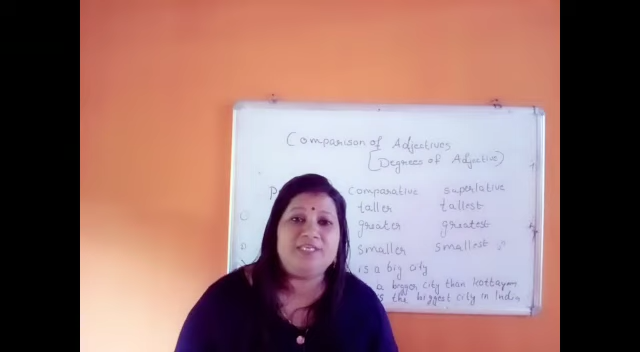 Comparison of Adjectives
[Degrees of Adjective)
P comparative superlative
taller tallest
greater greatest
smaller smallest
is a big city
a bigger city than kottayam
is the biggest city in India